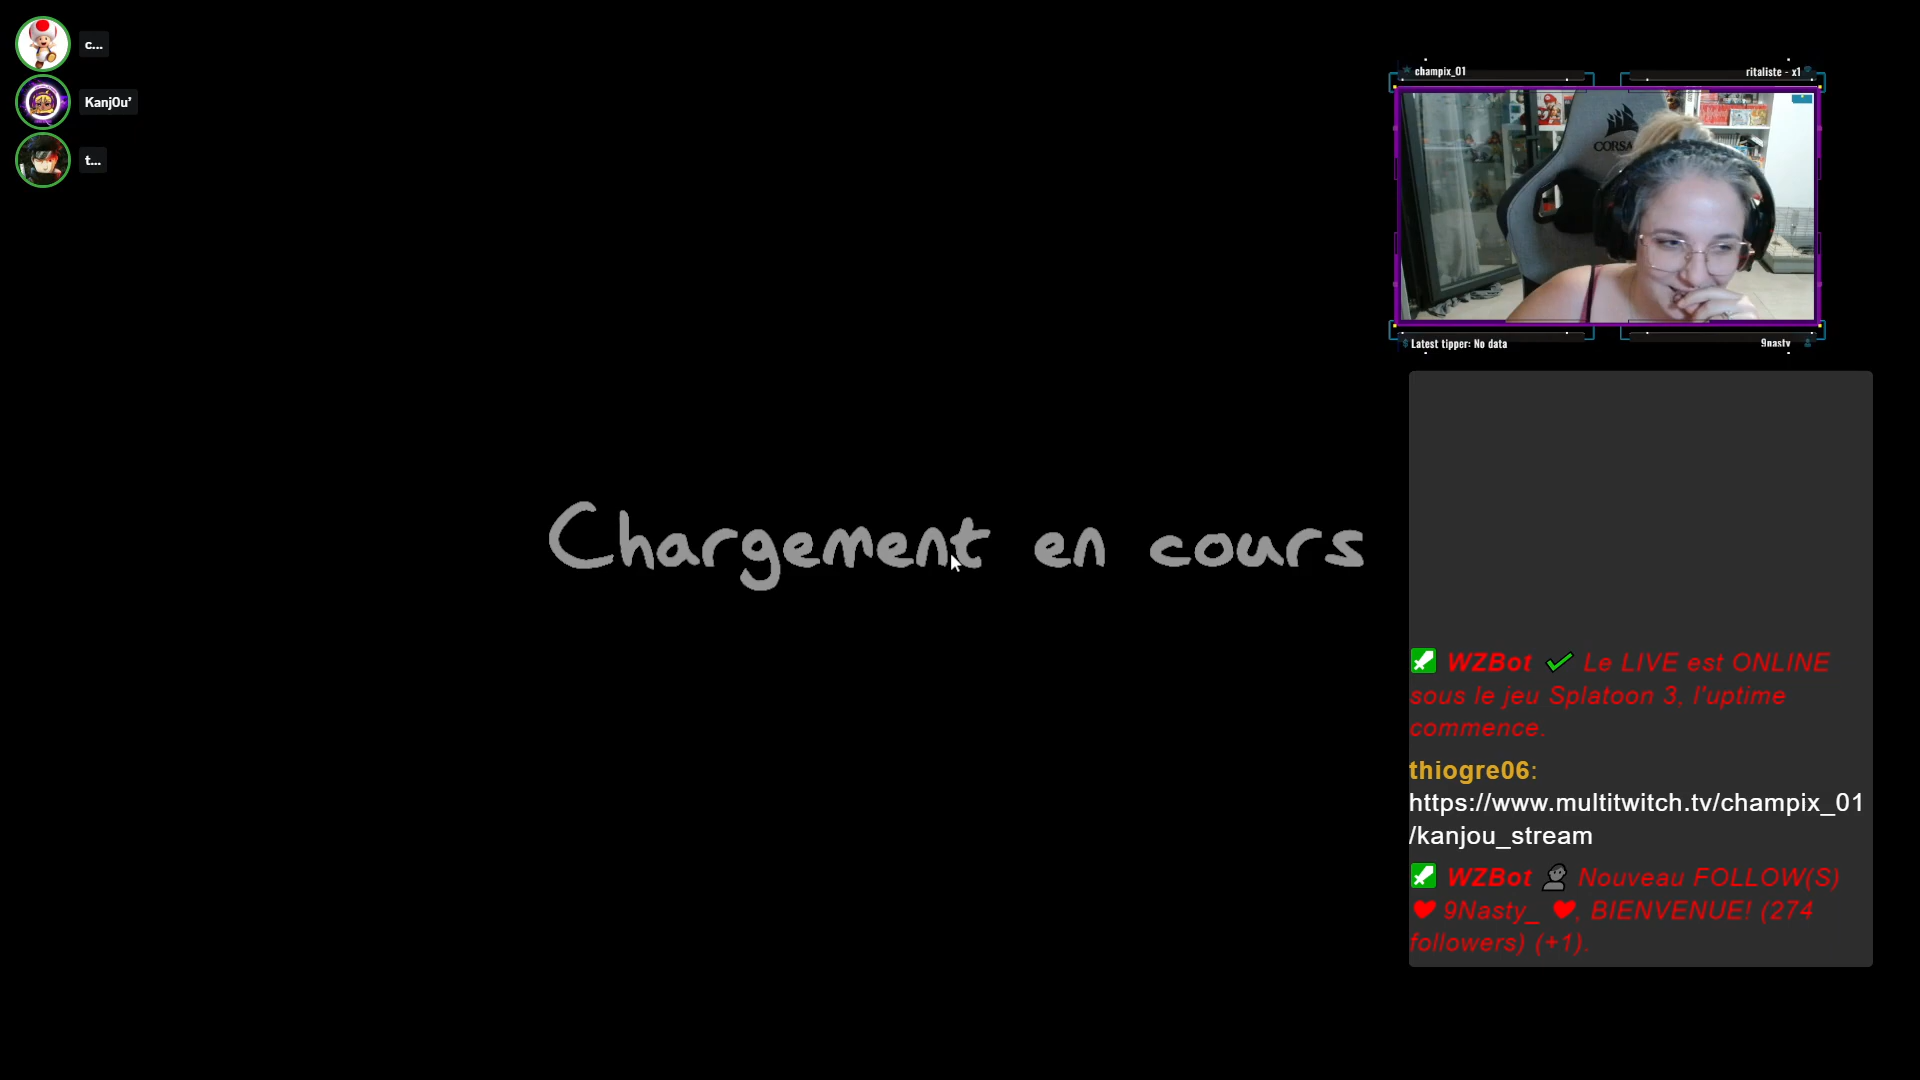 c...
KanjOu'
t...
champix_01
ritaliste - x1
CORSA
Latest tipper: No data
9nasty
Chargement en cours
WZBot ✔ Le LIVE est ONLINE
sous le jeu Splatoon 3, l'uptime
commence.
thiogre06:
https://www.multitwitch.tv/champix_01
/kanjou_stream
WZBot 👤 Nouveau FOLLOW(S)
❤ 9Nasty_ ❤, BIENVENUE! (274
followers) (+1).